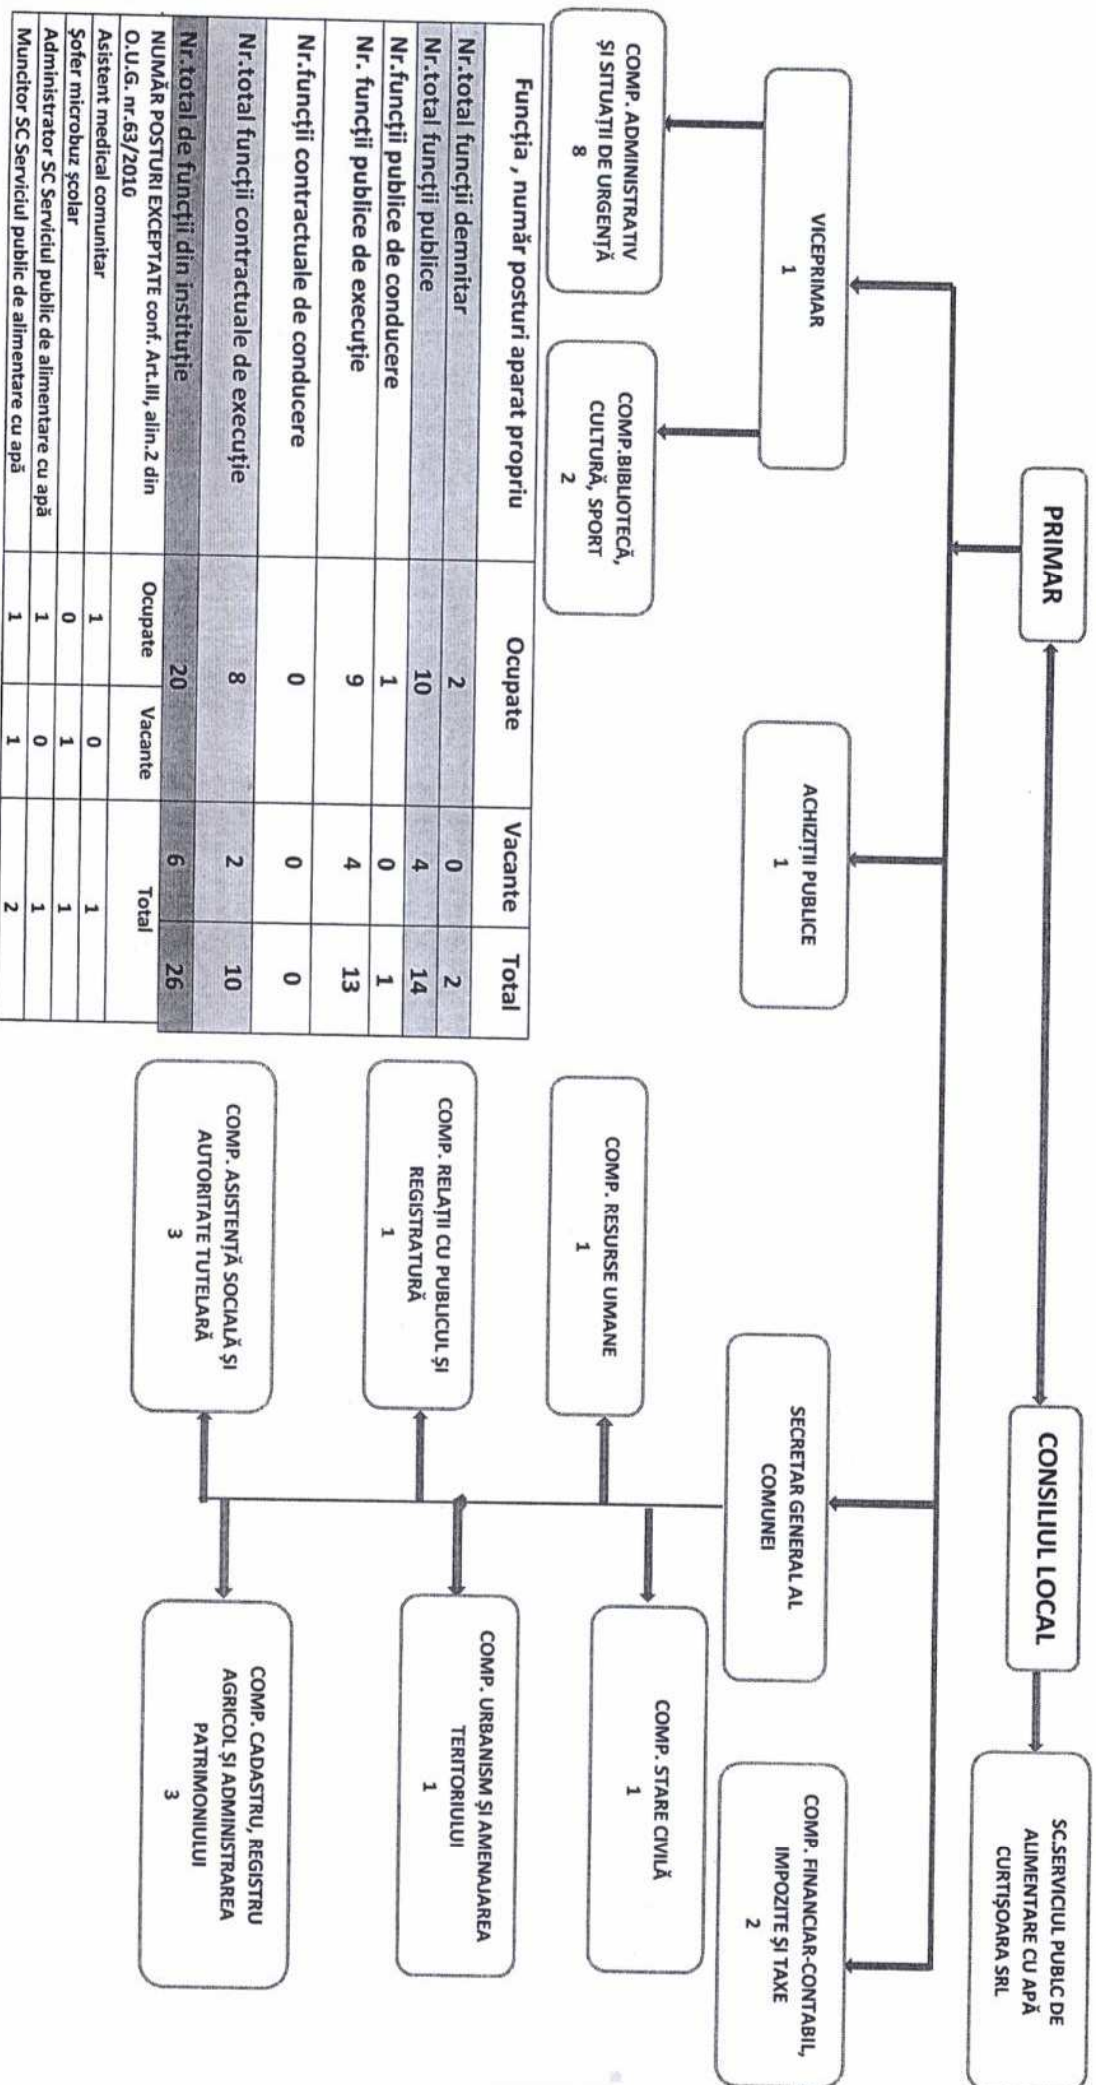 PRIMAR
CONSILIUL LOCAL
SC.SERVICIUL PUBLC DE
ALIMENTARE CU APĂ
CURTIȘOARA SRL
VICEPRIMAR
1
ACHIZIȚII PUBLICE
1
SECRETAR GENERAL AL
COMUNEI
COMP. FINANCIAR-CONTABIL,
IMPOZITE ȘI TAXE
2
COMP. ADMINISTRATIV
ȘI SITUAȚII DE URGENȚĂ
8
COMP.BIBLIOTECĂ,
CULTURĂ, SPORT
2
COMP. RESURSE UMANE
1
COMP. STARE CIVILĂ
1
COMP. RELAȚII CU PUBLICUL ȘI
REGISTRATURĂ
1
COMP. URBANISM ȘI AMENAJAREA
TERITORIULUI
1
COMP. ASISTENȚĂ SOCIALĂ ȘI
AUTORITATE TUTELARĂ
3
COMP. CADASTRU, REGISTRU
AGRICOL ȘI ADMINISTRAREA
PATRIMONIULUI
3
Funcția , număr posturi aparat propriu Ocupate Vacante Total
Nr.total funcții demnitar 2 0 2
Nr.total funcții publice 10 4 14
Nr.funcții publice de conducere 1 0 1
Nr. funcții publice de execuție 9 4 13
Nr.funcții contractuale de conducere 0 0 0
Nr.total funcții contractuale de execuție 8 2 10
Nr.total de funcții din instituție 20 6 26
NUMĂR POSTURI EXCEPTATE conf. Art.III, alin.2 din
O.U.G. nr.63/2010 Ocupate Vacante Total
Asistent medical comunitar 1 0 1
Șofer microbuz școlar 0 1 1
Administrator SC Serviciul public de alimentare cu apă 1 0 1
Muncitor SC Serviciul public de alimentare cu apă 1 1 2